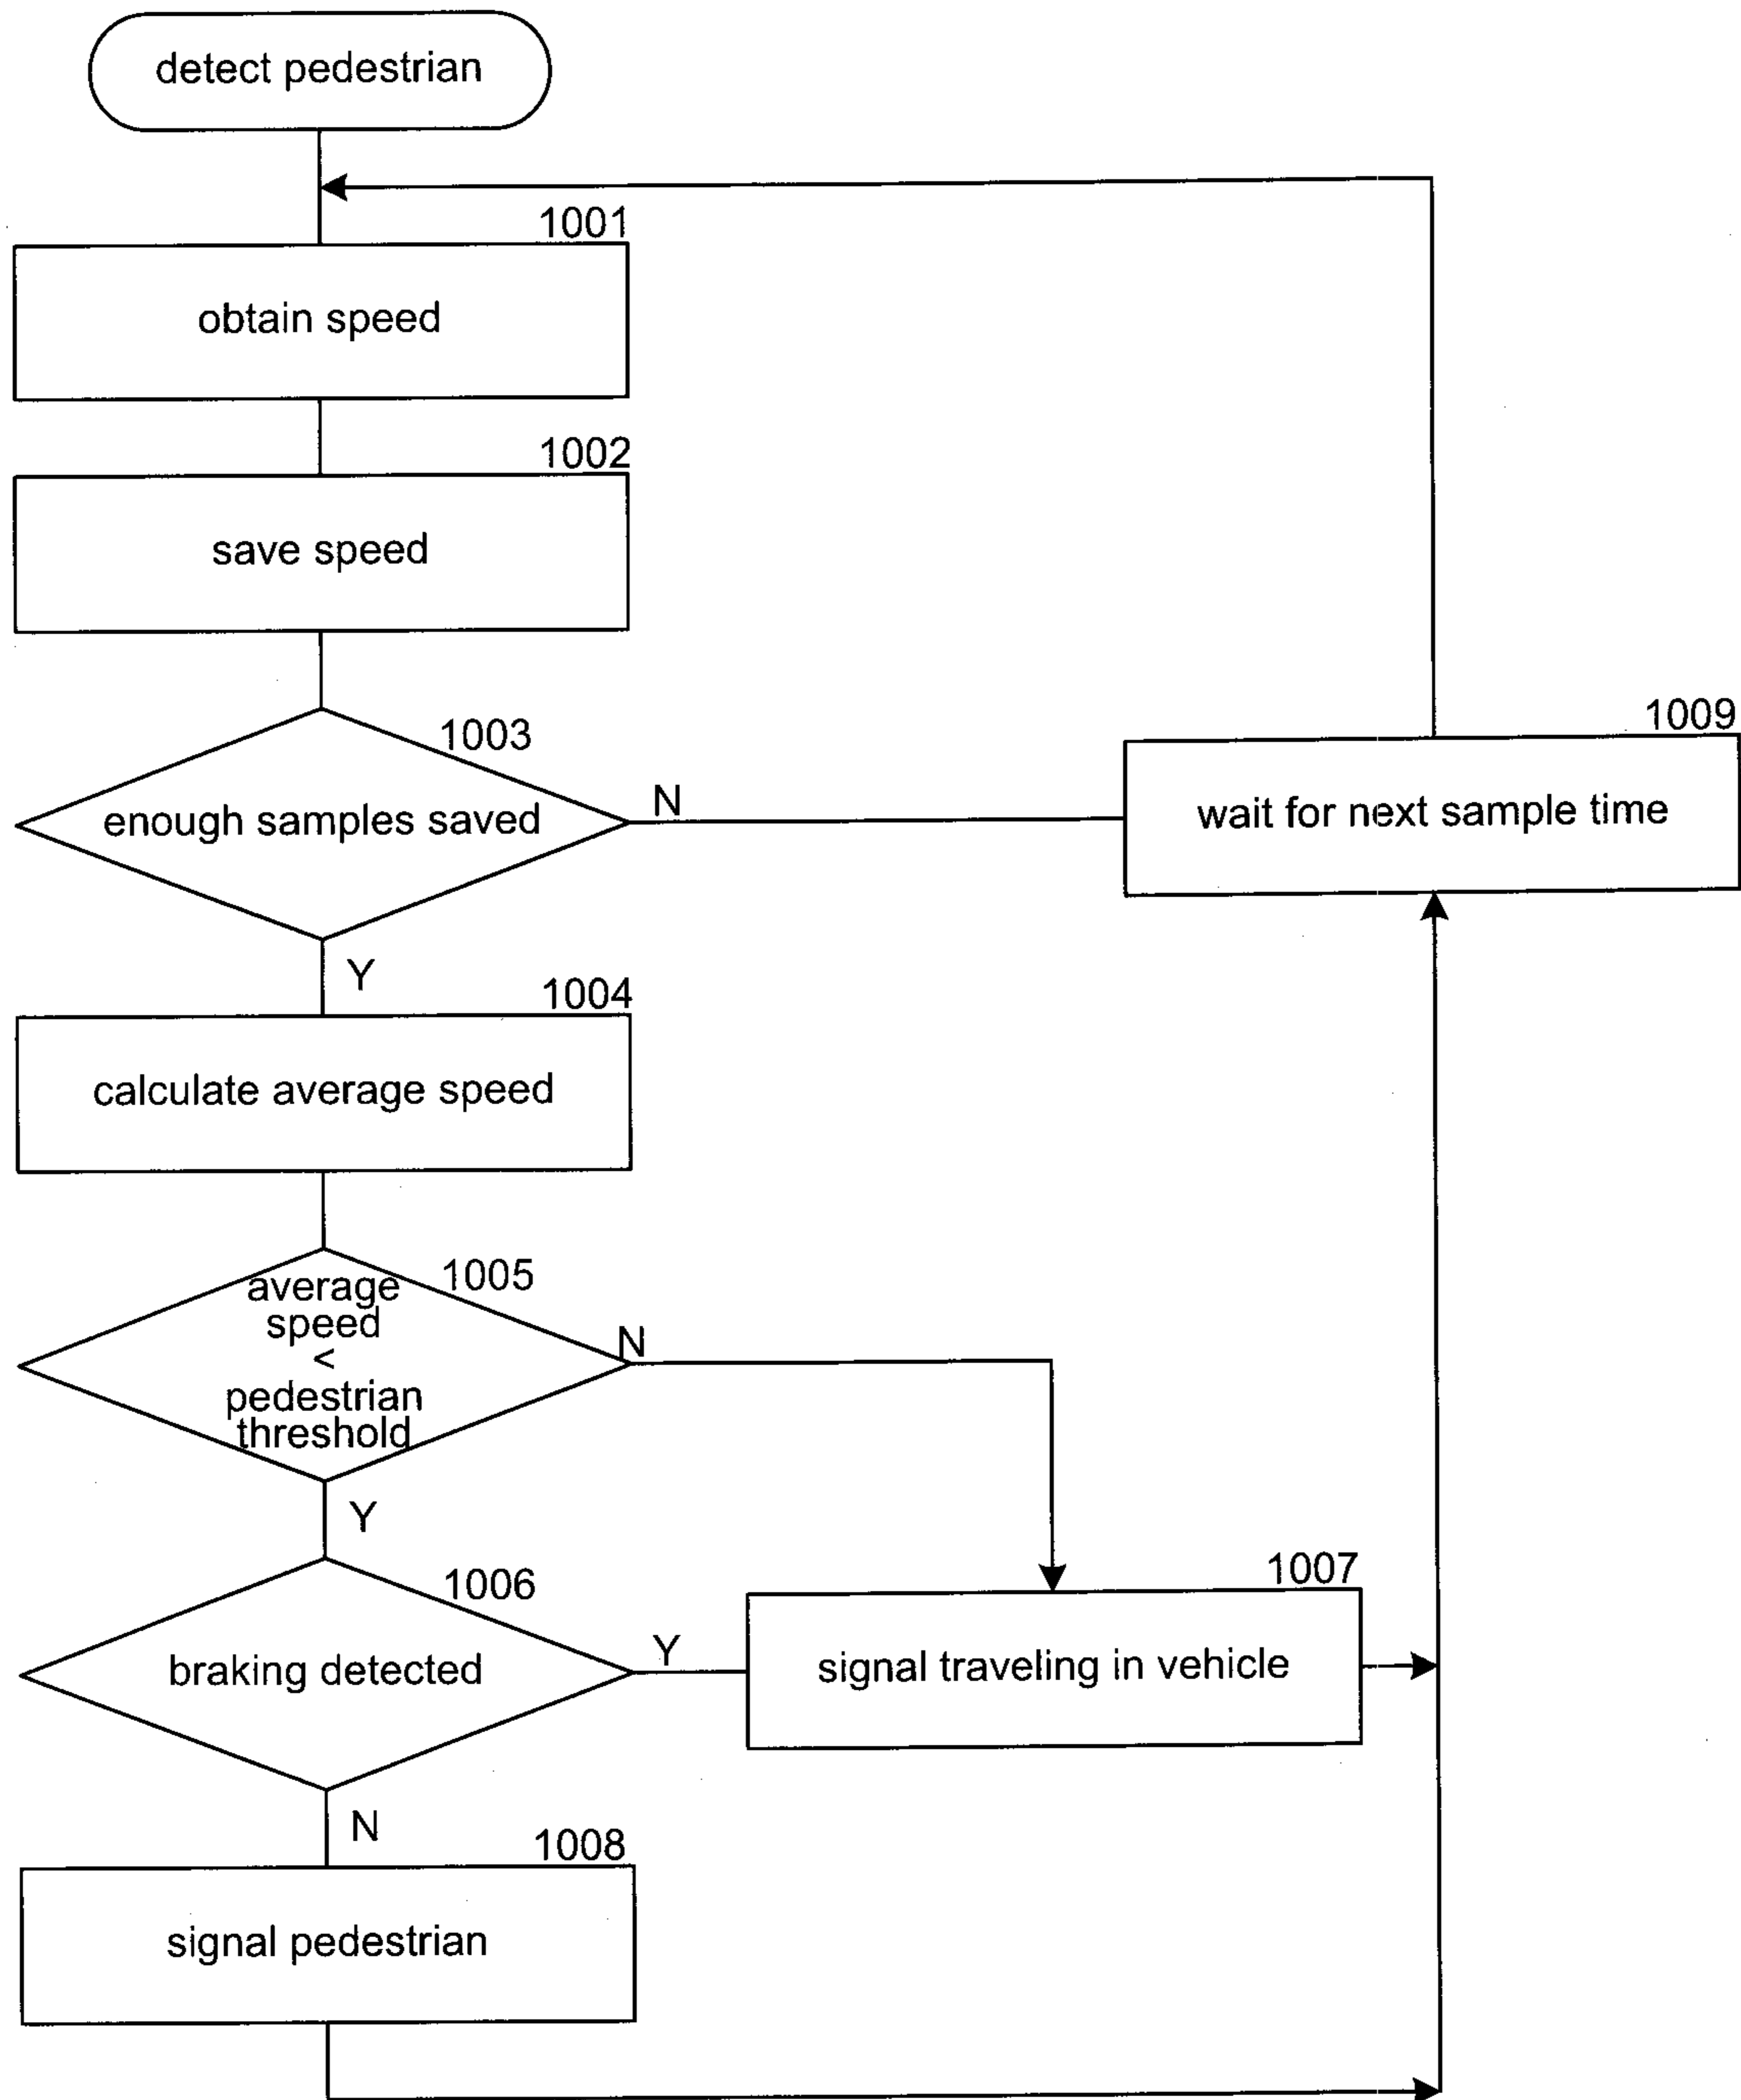 detect pedestrian
1001
obtain speed
1002
save speed
1003
enough samples saved
N
1009
wait for next sample time
Y
1004
calculate average speed
1005
average
speed
<
pedestrian
threshold
N
Y
1006
braking detected
Y
1007
signal traveling in vehicle
N
1008
signal pedestrian